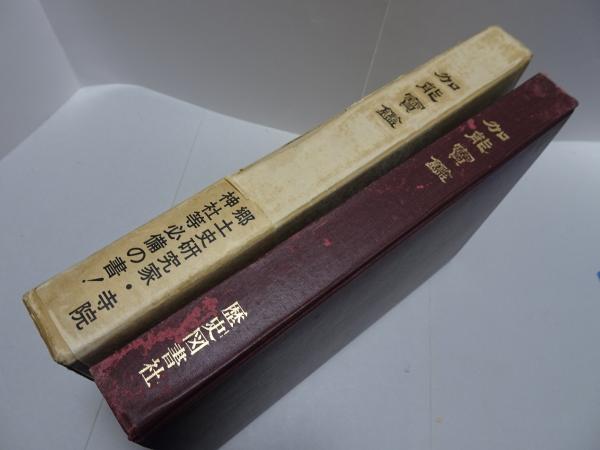 加能寶鑑
郷土史研究家・寺院
神社等必備の書!
加能寶鑑
歴史図書社